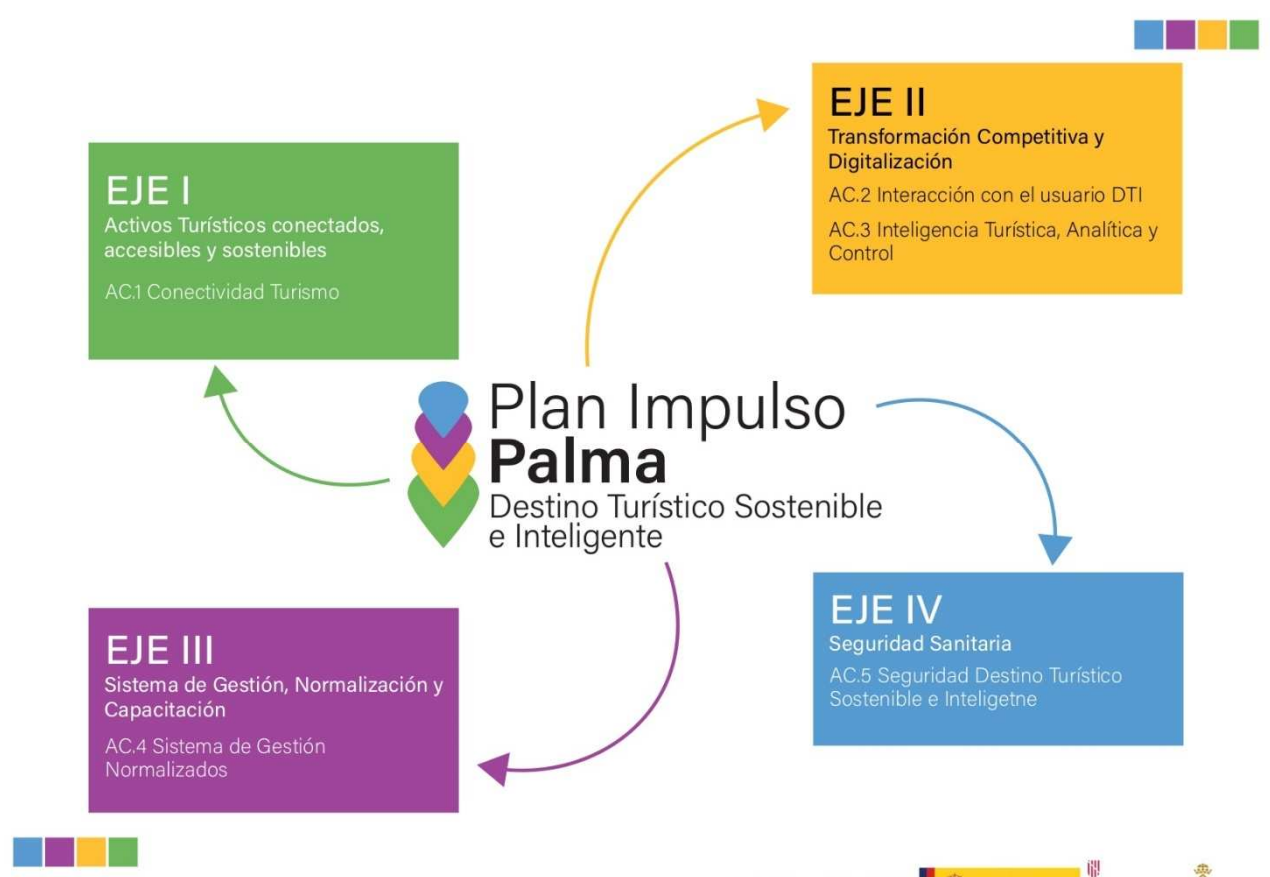 EJE I
Activos Turísticos conectados,
accesibles y sostenibles
AC.1 Conectividad Turismo
EJE II
Transformación Competitiva y
Digitalización
AC.2 Interacción con el usuario DTI
AC.3 Inteligencia Turística, Analítica y
Control
Plan Impulso
Palma
Destino Turístico Sostenible
e Inteligente
EJE III
Sistema de Gestión, Normalización y
Capacitación
AC.4 Sistema de Gestión
Normalizados
EJE IV
Seguridad Sanitaria
AC.5 Seguridad Destino Turístico
Sostenible e Inteligetne